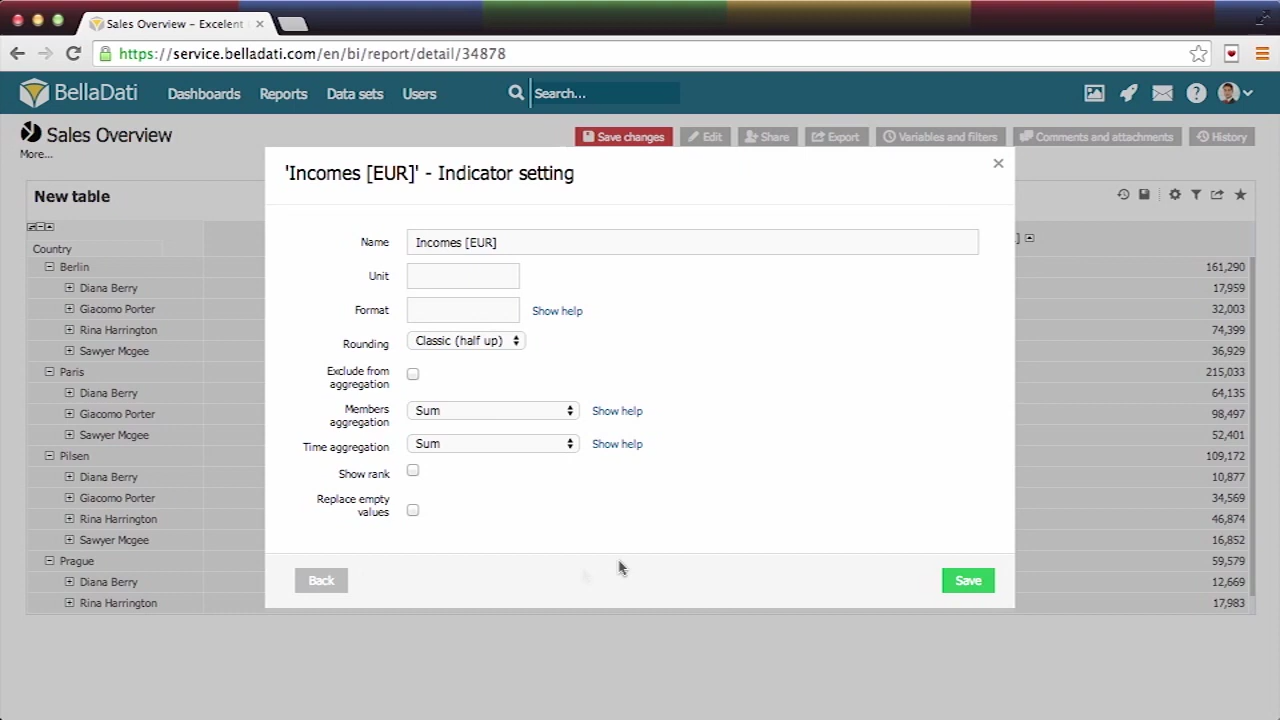 Sales Overview – Excelent
https://service.belladati.com/en/bi/report/detail/34878
BellaDati Dashboards Reports Data sets Users Search...
Sales Overview Save changes Edit Share Export Variables and filters Comments and attachments History
More...
New table
Country
Berlin 161,290
Diana Berry 17,959
Giacomo Porter 32,003
Rina Harrington 74,399
Sawyer Mcgee 36,929
Paris 215,033
Diana Berry 64,135
Giacomo Porter 98,497
Sawyer Mcgee 52,401
Pilsen 109,172
Diana Berry 10,877
Giacomo Porter 34,569
Rina Harrington 46,874
Sawyer Mcgee 16,852
Prague 59,579
Diana Berry 12,669
Rina Harrington 17,983
'Incomes [EUR]' - Indicator setting
Name Incomes [EUR]
Unit
Format Show help
Rounding Classic (half up)
Exclude from
aggregation
Members
aggregation Sum Show help
Time aggregation Sum Show help
Show rank
Replace empty
values
Back Save